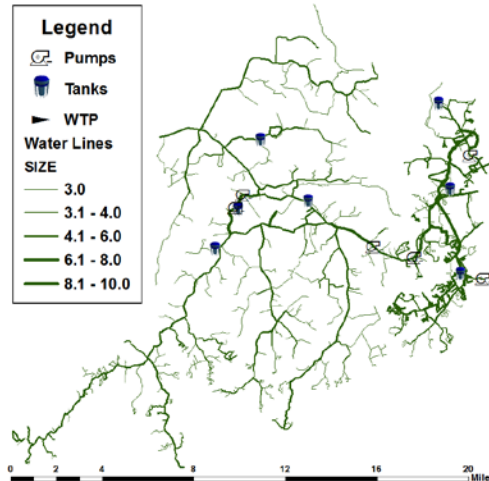 Legend
Pumps
Tanks
WTP
Water Lines
SIZE
3.0
3.1 - 4.0
4.1 - 6.0
6.1 - 8.0
8.1 - 10.0
0 2 4 8 12 16 20
Mile